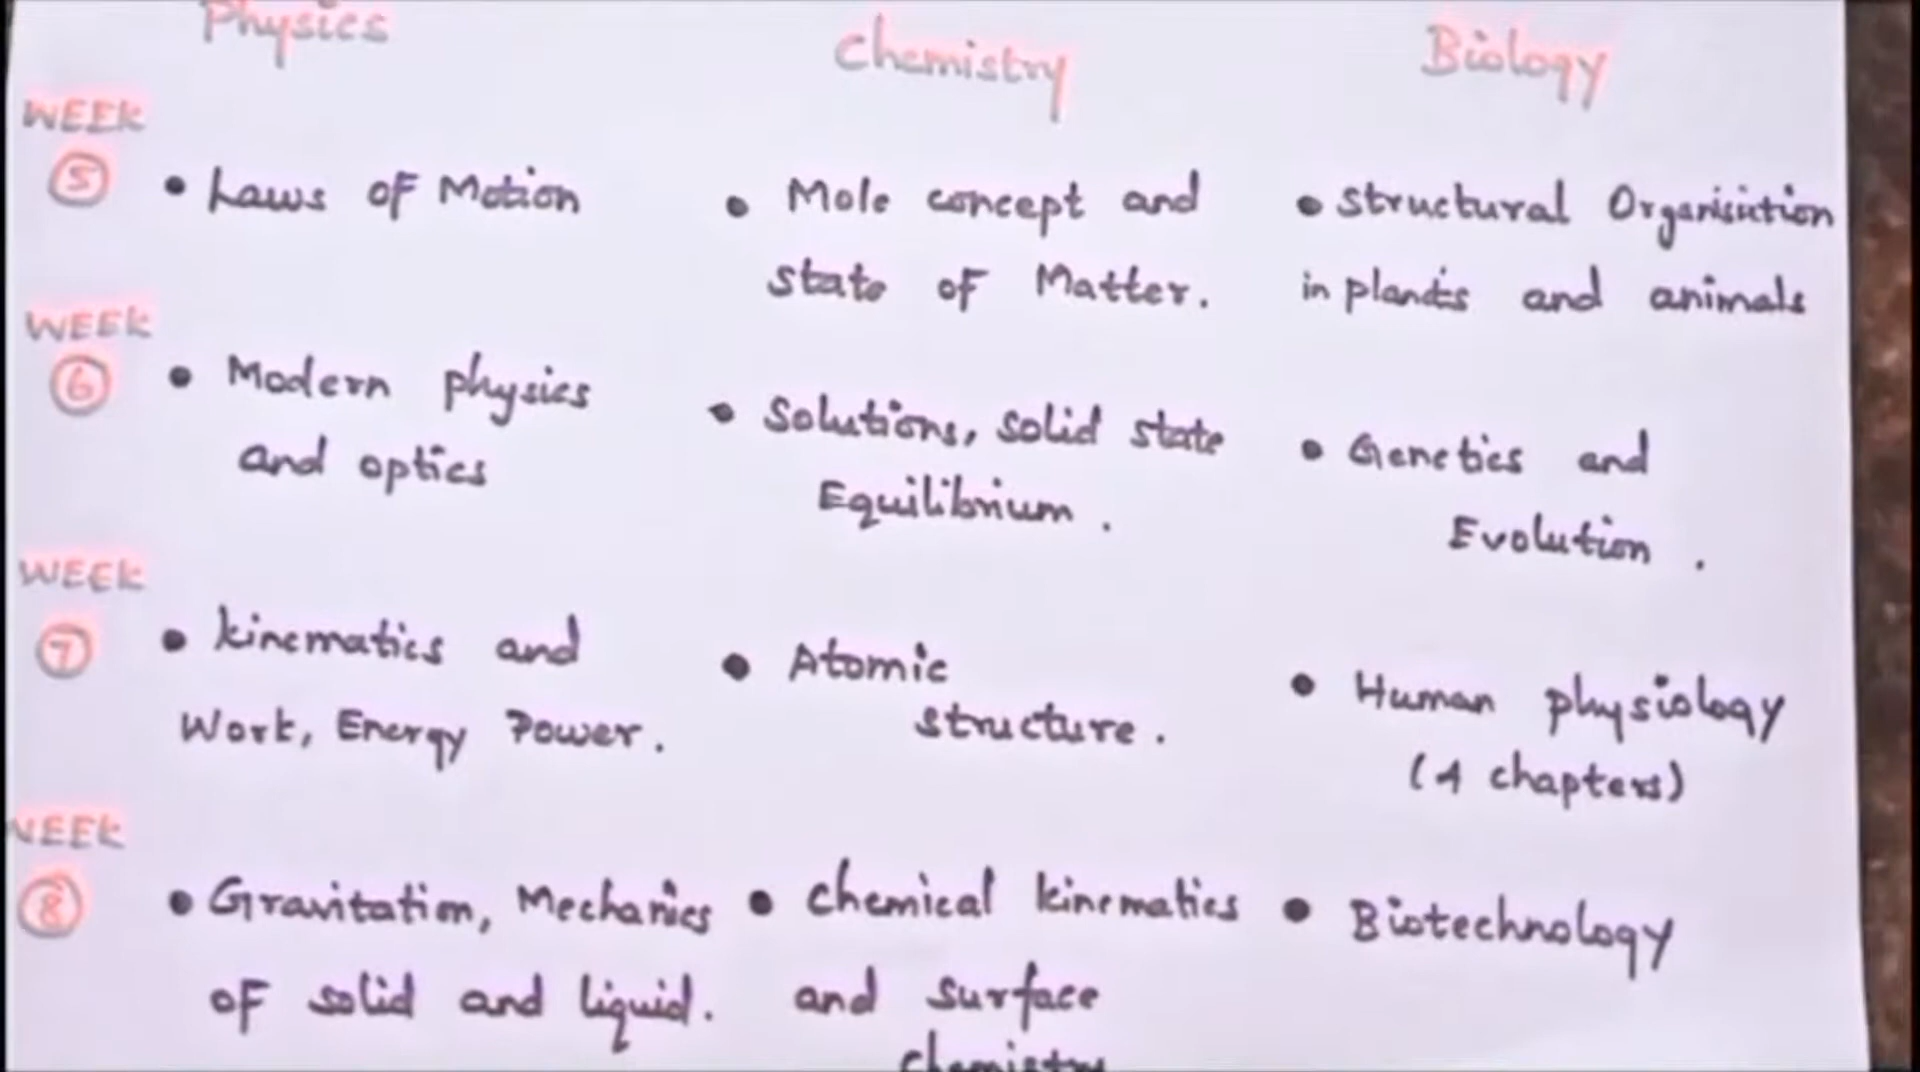 Physics Chemistry Biology
WEEK
5 • Laws of Motion • Mole concept and • Structural Organisution
state of Matter. in plants and animals
WEEK
6 • Modern physics • Solutions, solid state • Genetics and
and optics Equilibrium. Evolution.
WEEK
7 • kinematics and • Atomic • Human physiology
Work, Energy Power. structure. (4 chapters)
WEEK
8 • Gravitation, Mechanics • Chemical kinematics • Biotechnology
of solid and liquid. and surface
chemistry